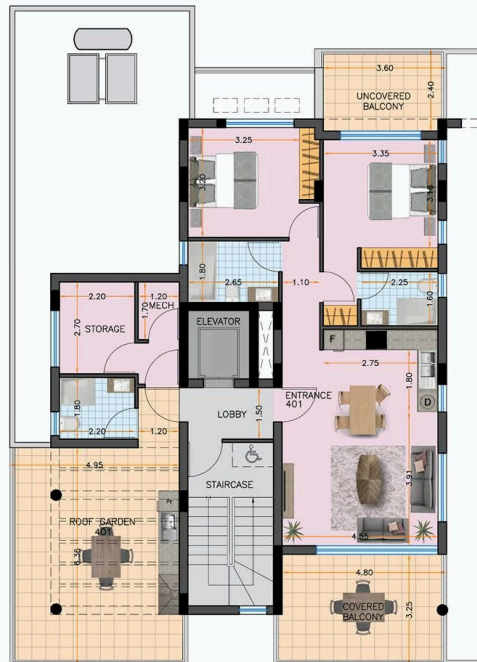 3.60
2.40
UNCOVERED
BALCONY
3.25
3.20
3.35
3.15
1.80
2.65
1.10
2.25
1.60
2.20
1.20
MECH
1.70
2.70
STORAGE
ELEVATOR
F
2.75
1.80
D
ENTRANCE
401
1.80
2.20
1.20
LOBBY
1.50
4.95
STAIRCASE
3.91
ROOF GARDEN
401
6.36
4.55
4.80
COVERED
BALCONY
3.25